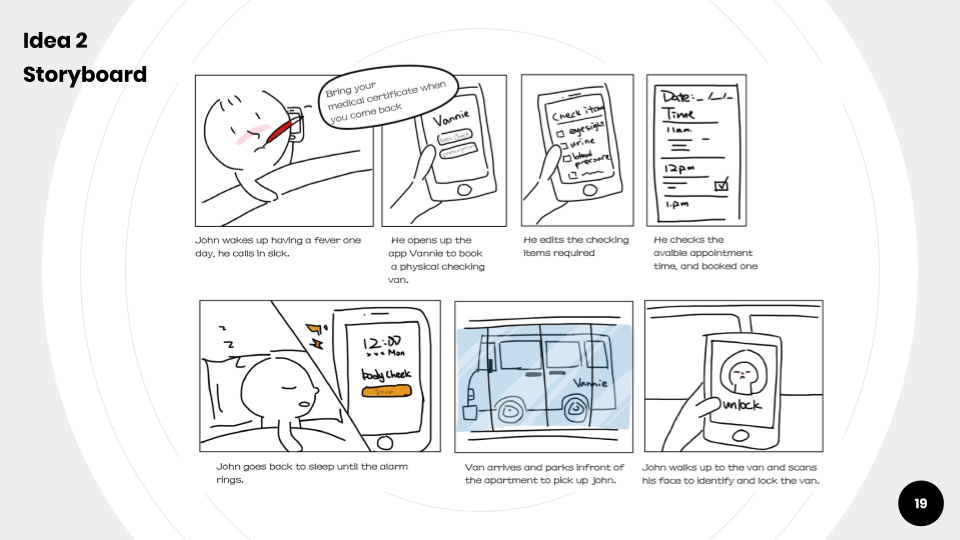 Idea 2
Storyboard
Bring your
medical certificate when
you come back
Vannie
Check item
eyesight
urine
blood
pressure
Date:_ /_/_
Time
11am
12pm
1.pm
John wakes up having a fever one
day, he calls in sick.
He opens up the
app Vannie to book
a physical checking
van.
He edits the checking
items required
He checks the
avaible appointment
time, and booked one
z
z
z
12:00
Mon
body check
Vannie
unlock
John goes back to sleep until the alarm
rings.
Van arrives and parks infront of
the apartment to pick up john.
John walks up to the van and scans
his face to identify and lock the van.
19